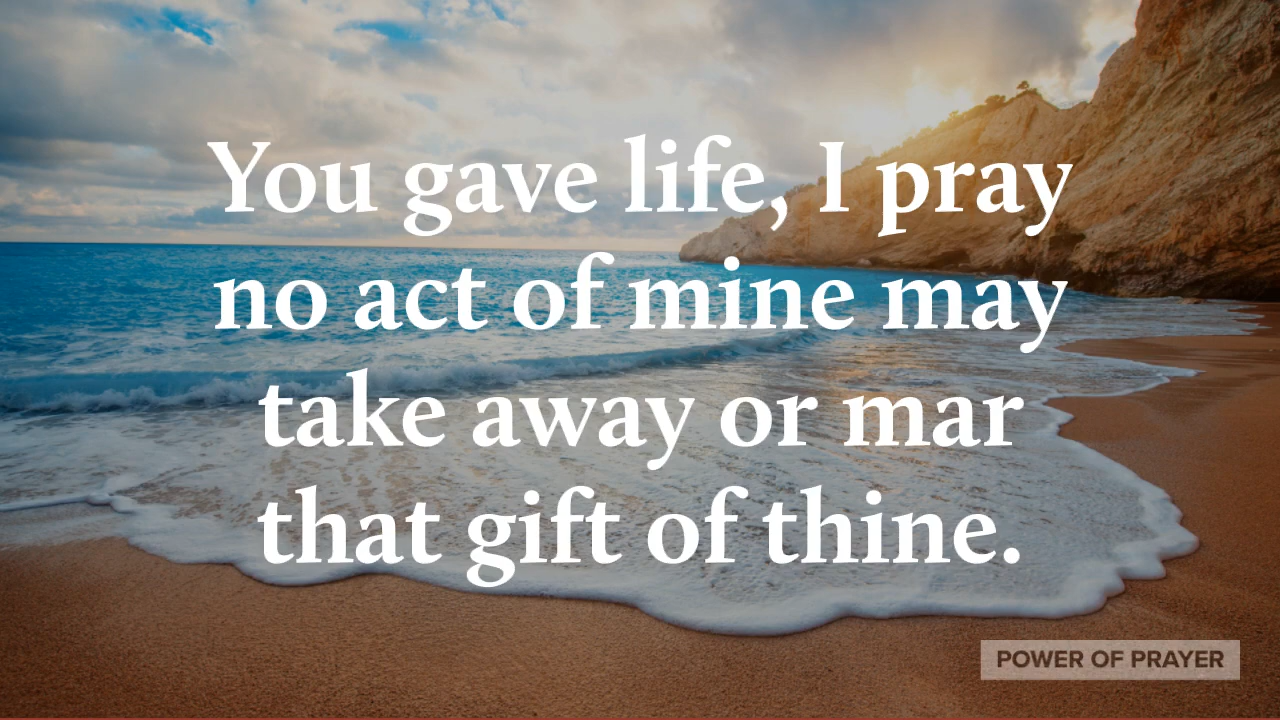 You gave life, I pray
no act of mine may
take away or mar
that gift of thine.
POWER OF PRAYER